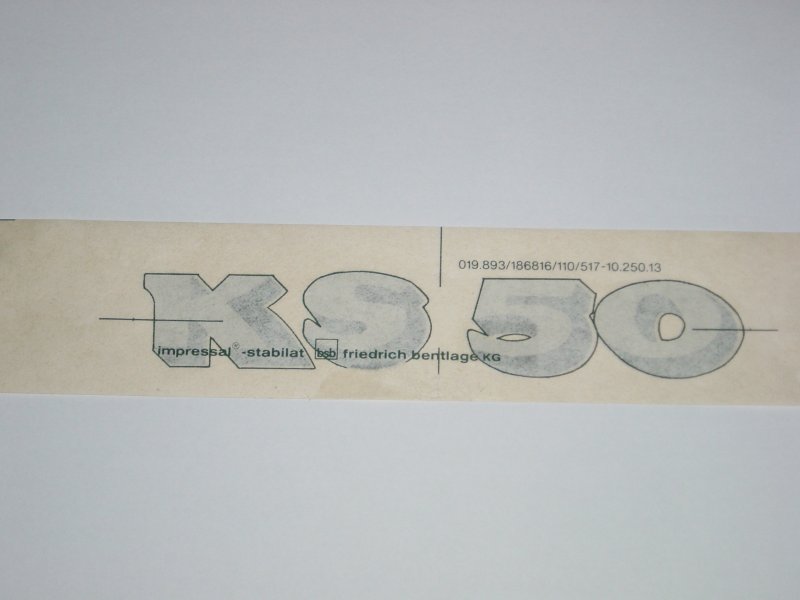 019.893/186816/110/517-10.250.13
KS 50
impressal®-stabilat bsb friedrich bentlage KG